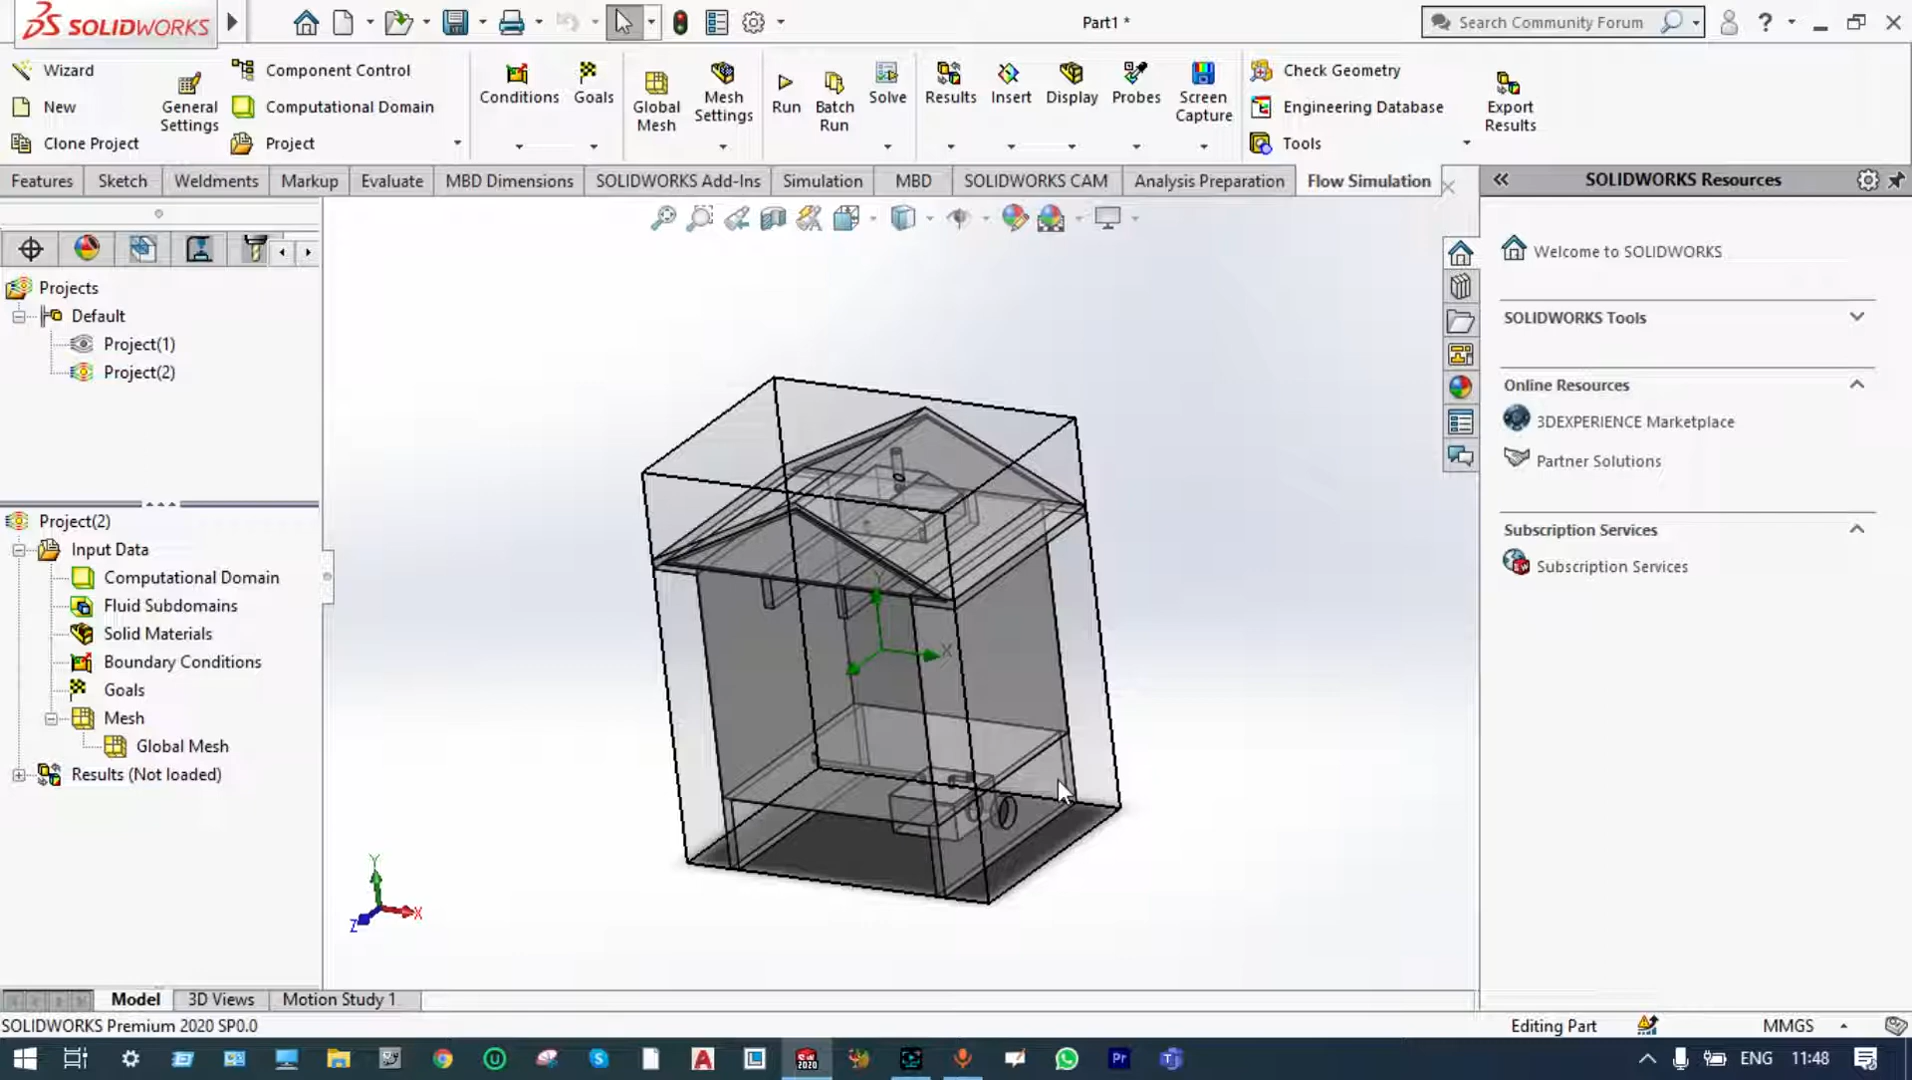 SOLIDWORKS
Part1 *
Search Community Forum
?
Wizard
New
Clone Project
General
Settings
Component Control
Computational Domain
Project
Conditions
Goals
Global
Mesh
Mesh
Settings
Run
Batch
Run
Solve
Results
Insert
Display
Probes
Screen
Capture
Check Geometry
Engineering Database
Tools
Export
Results
Features
Sketch
Weldments
Markup
Evaluate
MBD Dimensions
SOLIDWORKS Add-Ins
Simulation
MBD
SOLIDWORKS CAM
Analysis Preparation
Flow Simulation
SOLIDWORKS Resources
Projects
Default
Project(1)
Project(2)
Project(2)
Input Data
Computational Domain
Fluid Subdomains
Solid Materials
Boundary Conditions
Goals
Mesh
Global Mesh
Results (Not loaded)
Y
X
Y
X
Z
Welcome to SOLIDWORKS
SOLIDWORKS Tools
Online Resources
3DEXPERIENCE Marketplace
Partner Solutions
Subscription Services
Subscription Services
Model
3D Views
Motion Study 1
SOLIDWORKS Premium 2020 SP0.0
Editing Part
MMGS
SW
2020
Pr
ENG
11:48